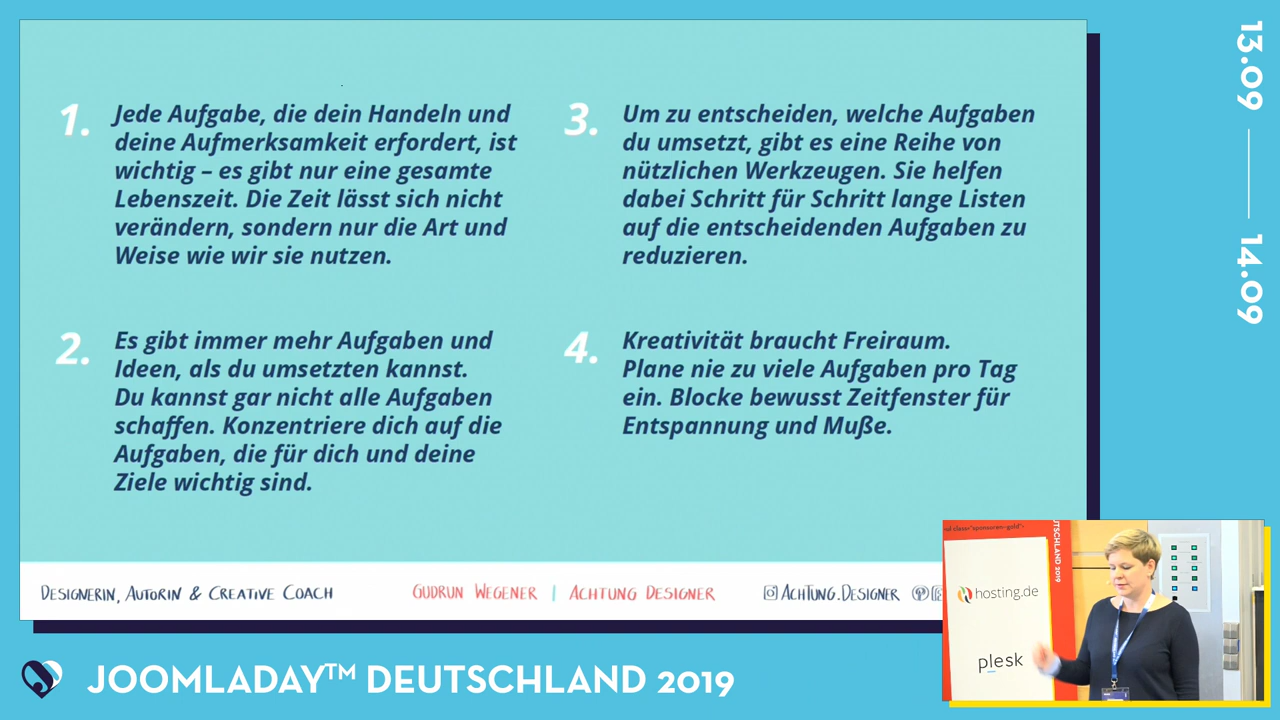 1. Jede Aufgabe, die dein Handeln und
deine Aufmerksamkeit erfordert, ist
wichtig – es gibt nur eine gesamte
Lebenszeit. Die Zeit lässt sich nicht
verändern, sondern nur die Art und
Weise wie wir sie nutzen.
2. Es gibt immer mehr Aufgaben und
Ideen, als du umsetzten kannst.
Du kannst gar nicht alle Aufgaben
schaffen. Konzentriere dich auf die
Aufgaben, die für dich und deine
Ziele wichtig sind.
3. Um zu entscheiden, welche Aufgaben
du umsetzt, gibt es eine Reihe von
nützlichen Werkzeugen. Sie helfen
dabei Schritt für Schritt lange Listen
auf die entscheidenden Aufgaben zu
reduzieren.
4. Kreativität braucht Freiraum.
Plane nie zu viele Aufgaben pro Tag
ein. Blocke bewusst Zeitfenster für
Entspannung und Muße.
DESIGNERIN, AUTORIN & CREATIVE COACH
GUDRUN WEGENER | ACHTUNG DESIGNER
ACHTUNG.DESIGNER
13.09
14.09
class="sponsoren-gold">
UTSCHLAND 2019
hosting.de
plesk
JOOMLADAY™ DEUTSCHLAND 2019